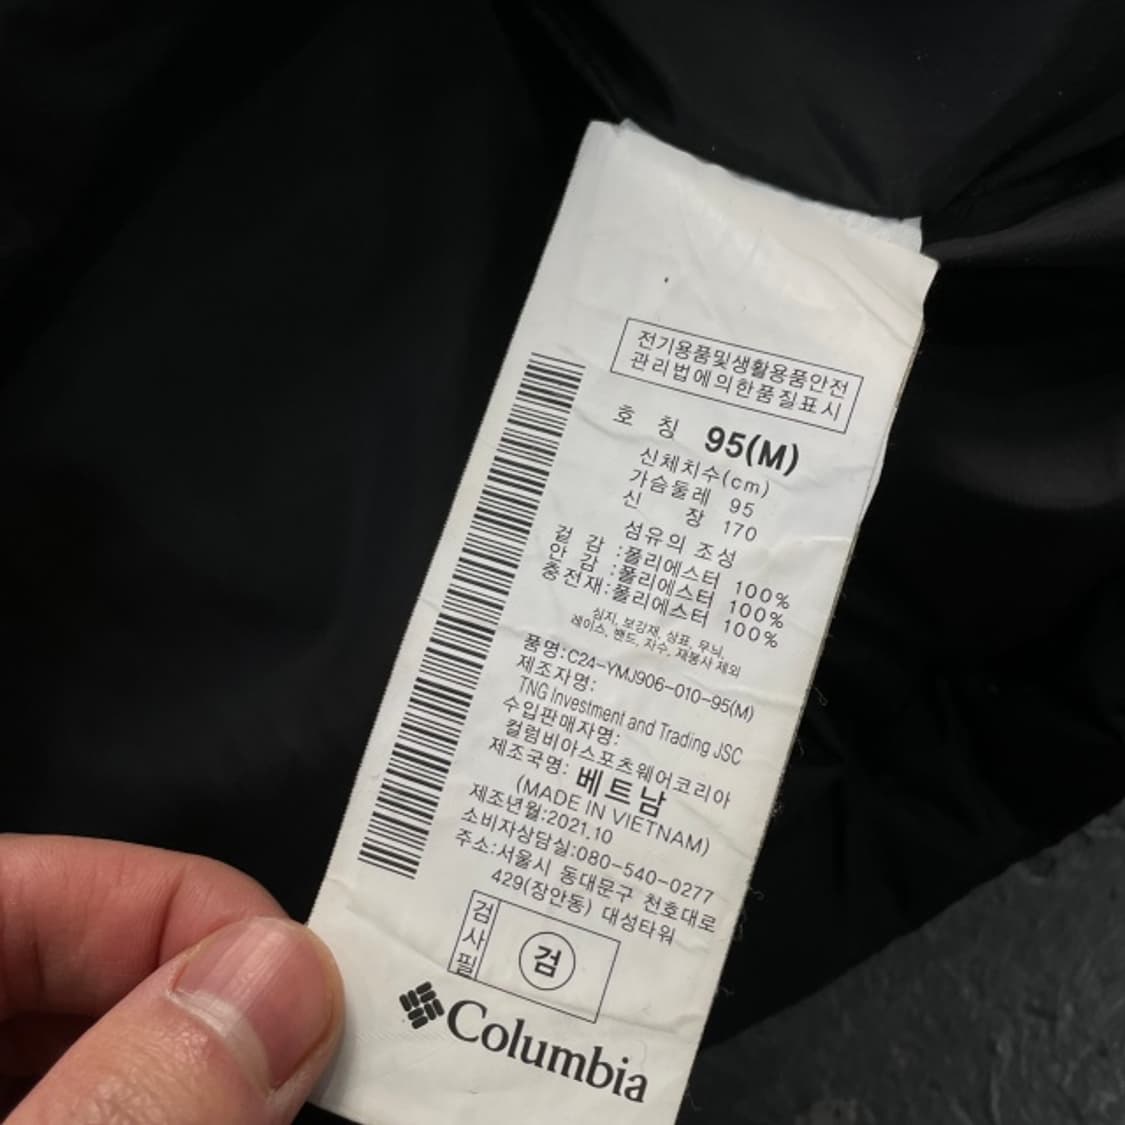 전기용품및생활용품안전
관리법에의한품질표시
호 칭 95(M)
신체치수(cm)
가슴둘레 95
신 장 170
섬유의 조성
겉 감 :폴리에스터 100%
안 감 :폴리에스터 100%
충전재:폴리에스터 100%
심지, 보강재, 상표, 무늬,
레이스, 밴드, 자수, 재봉사 제외
품명:C24-YMJ906-010-95(M)
제조자명:
TNG Investment and Trading JSC
수입판매자명:
컬럼비아스포츠웨어코리아
제조국명: 베트남
(MADE IN VIETNAM)
제조년월:2021.10
소비자상담실:080-540-0277
주소:서울시 동대문구 천호대로
429(장안동) 대성타워
검사필 검
Columbia